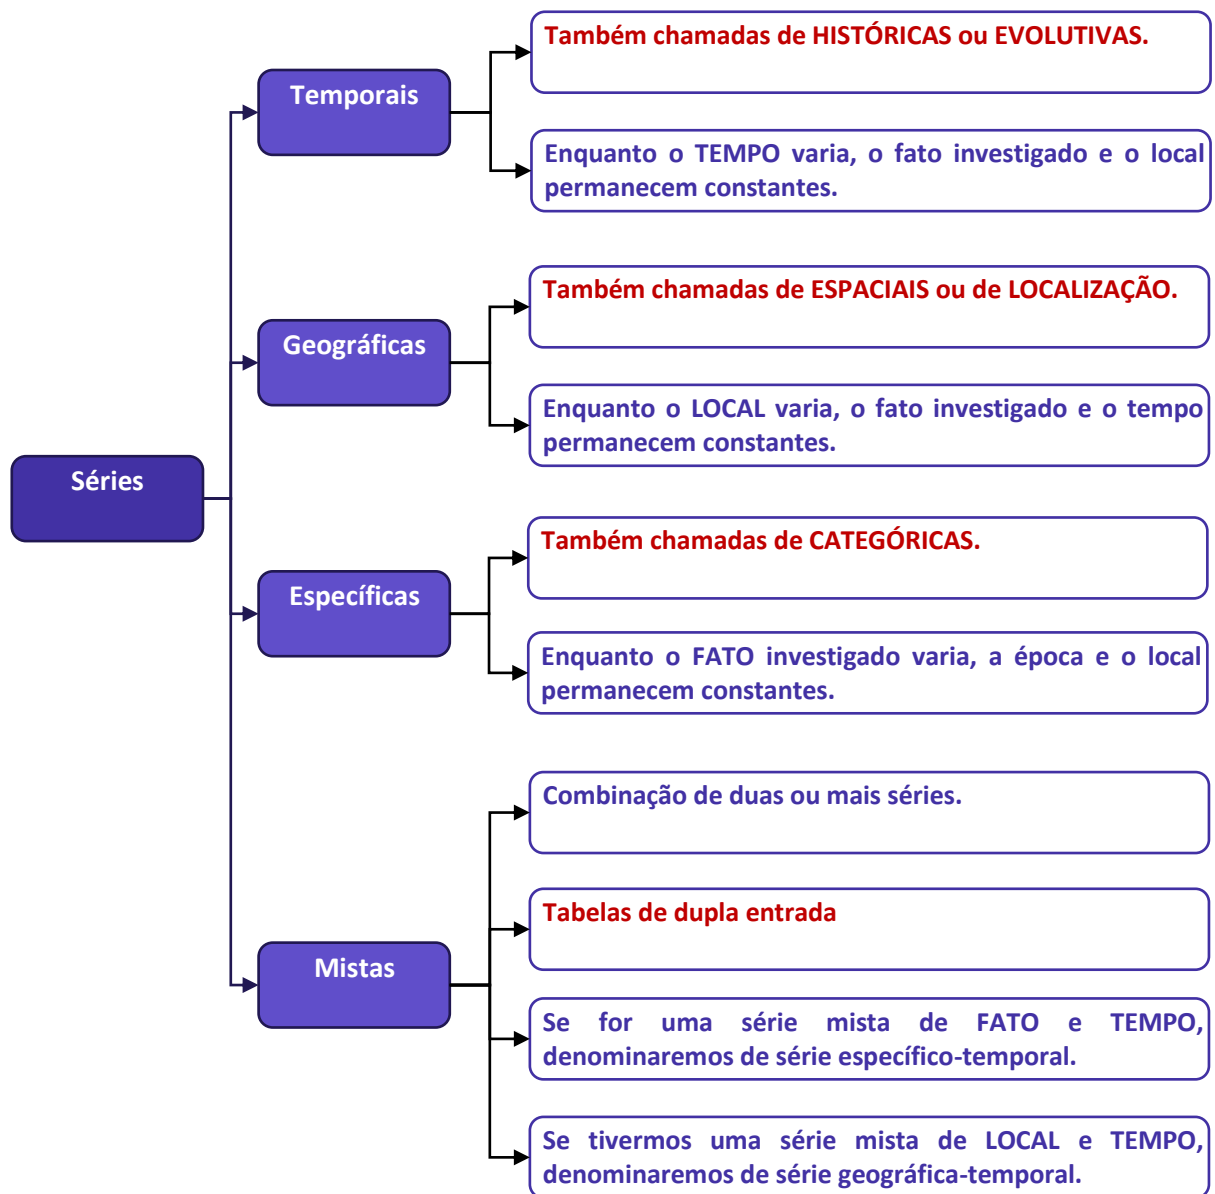 Séries
Temporais
Também chamadas de HISTÓRICAS ou EVOLUTIVAS.
Enquanto o TEMPO varia, o fato investigado e o local
permanecem constantes.
Geográficas
Também chamadas de ESPACIAIS ou de LOCALIZAÇÃO.
Enquanto o LOCAL varia, o fato investigado e o tempo
permanecem constantes.
Específicas
Também chamadas de CATEGÓRICAS.
Enquanto o FATO investigado varia, a época e o local
permanecem constantes.
Mistas
Combinação de duas ou mais séries.
Tabelas de dupla entrada
Se for uma série mista de FATO e TEMPO,
denominaremos de série específico-temporal.
Se tivermos uma série mista de LOCAL e TEMPO,
denominaremos de série geográfica-temporal.